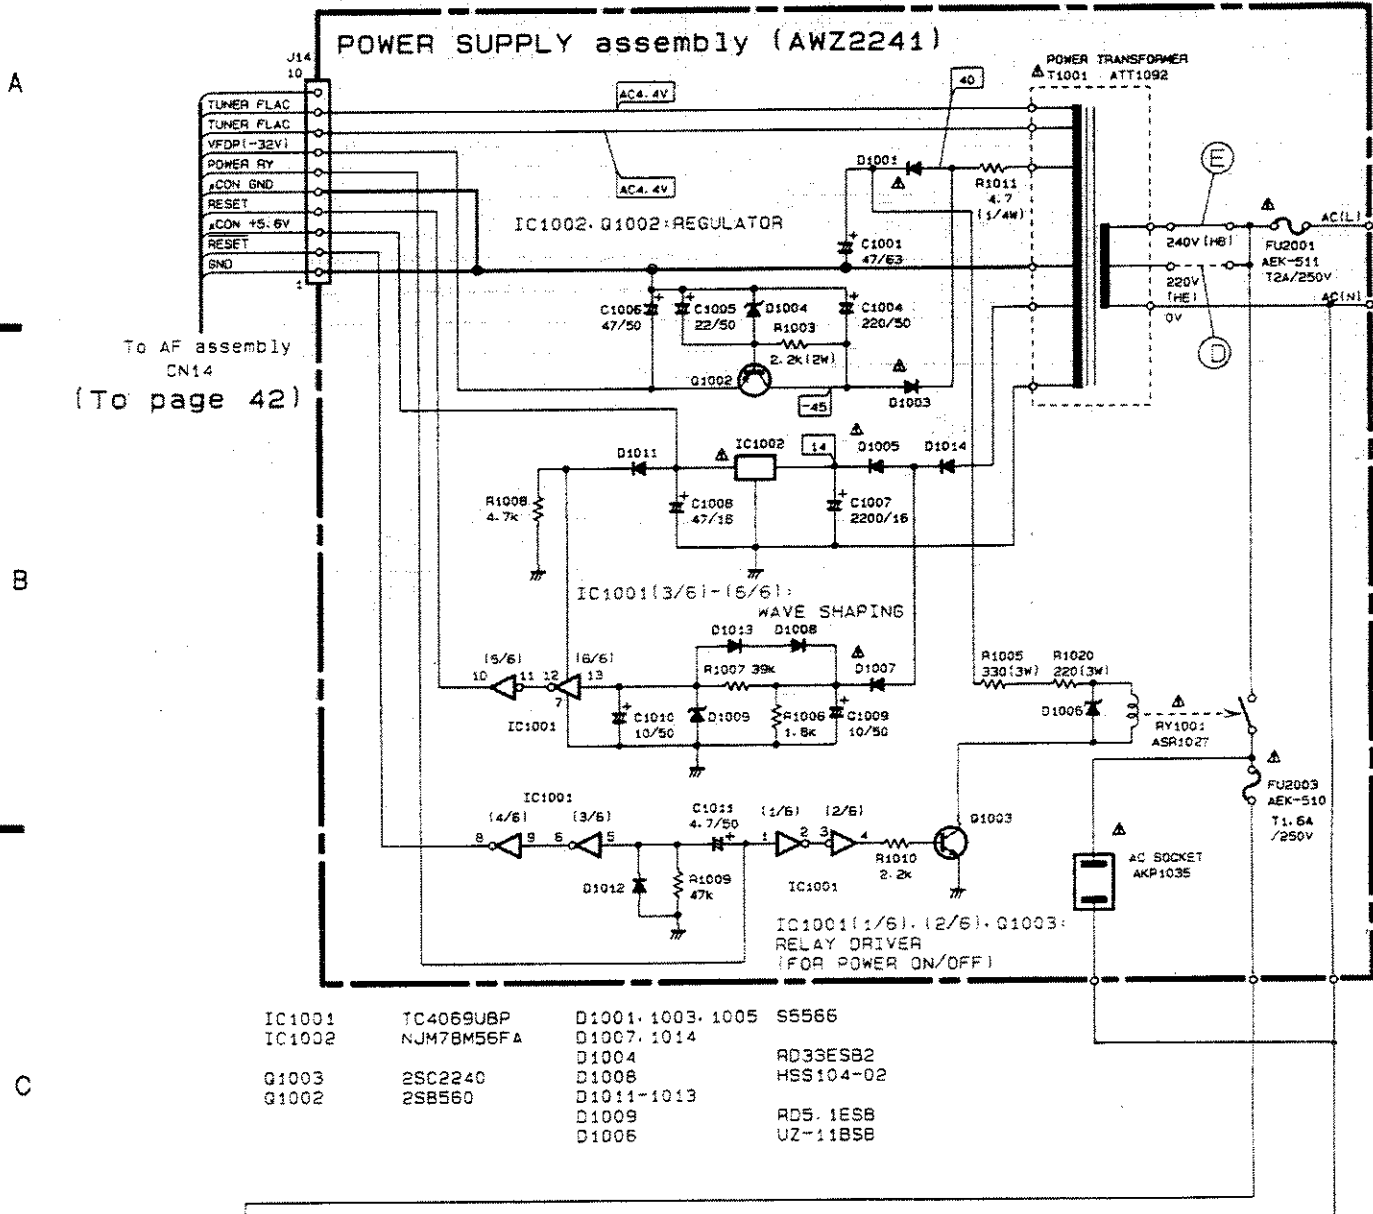 POWER SUPPLY assembly (AWZ2241)
A
J14
10
TUNER FLAC
TUNER FLAC
VFDP(-32V)
POWER RY
μCON GND
RESET
μCON +5.6V
RESET
GND
1
To AF assembly
CN14
(To page 42)
AC4.4V
AC4.4V
40
POWER TRANSFORMER
T1001 ATT1092
D1001
R1011
4.7
(1/4W)
IC1002, Q1002:REGULATOR
C1001
47/63
E
240V (HB)
220V
(HE)
0V
D
FU2001
AEK-511
T2A/250V
AC(L)
AC(N)
C1006
47/50
C1005
22/50
D1004
R1003
2.2k(2W)
C1004
220/50
Q1002
-45
D1003
D1011
IC1002
14
D1005
D1014
R1008
4.7k
C1008
47/16
C1007
2200/16
B
IC1001(3/6)-(6/6):
WAVE SHAPING
D1013
D1008
(5/6)
(6/6)
10
11
12
13
7
R1007 39k
D1007
IC1001
C1010
10/50
D1009
R1006
1.8k
C1009
10/50
R1005
330(3W)
R1020
220(3W)
D1006
RY1001
ASR1027
IC1001
(4/6)
(3/6)
8
9
6
5
C1011
4.7/50
(1/6)
(2/6)
1
2
3
4
Q1003
D1012
R1009
47k
IC1001
R1010
2.2k
FU2003
AEK-510
T1.6A
/250V
AC SOCKET
AKP1035
IC1001(1/6), (2/6), Q1003:
RELAY DRIVER
(FOR POWER ON/OFF)
C
IC1001 TC4069UBP
IC1002 NJM78M56FA
Q1003 2SC2240
Q1002 2SB560
D1001, 1003, 1005 S5566
D1007, 1014
D1004 RD33ESB2
D1008 HSS104-02
D1011-1013
D1009 RD5.1ESB
D1006 UZ-11BSB